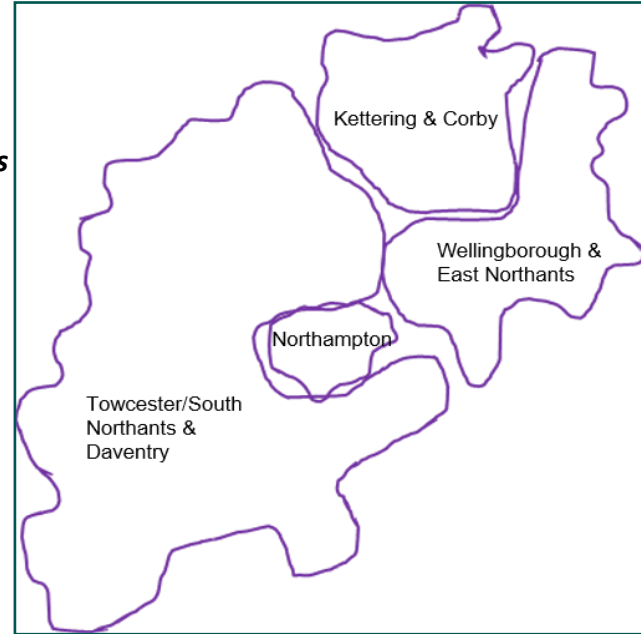 s
Kettering & Corby
Wellingborough &
East Northants
Northampton
Towcester/South
Northants &
Daventry